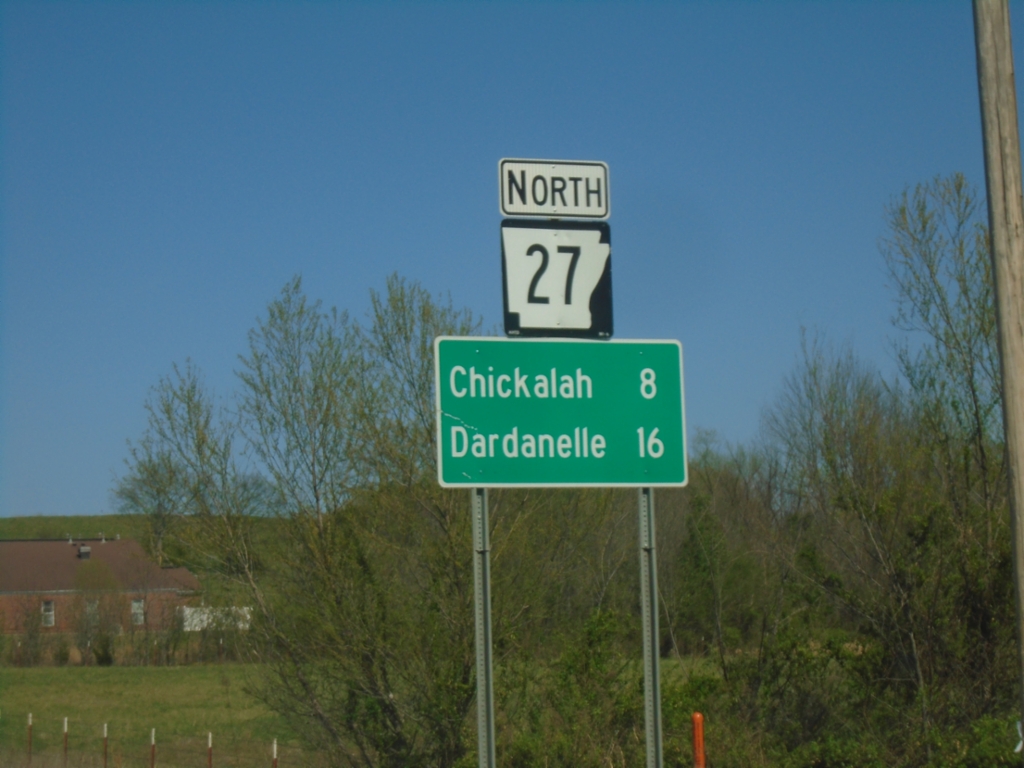 NORTH
27
Chickalah 8
Dardanelle 16